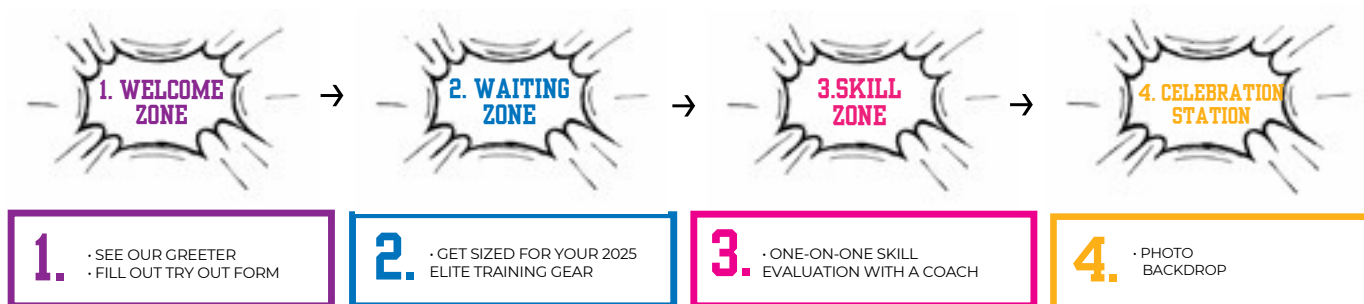 1. WELCOME
ZONE
→
2. WAITING
ZONE
→
3.SKILL
ZONE
→
4. CELEBRATION
STATION
1.
· SEE OUR GREETER
· FILL OUT TRY OUT FORM
2.
· GET SIZED FOR YOUR 2025
ELITE TRAINING GEAR
3.
· ONE-ON-ONE SKILL
EVALUATION WITH A COACH
4.
· PHOTO
BACKDROP